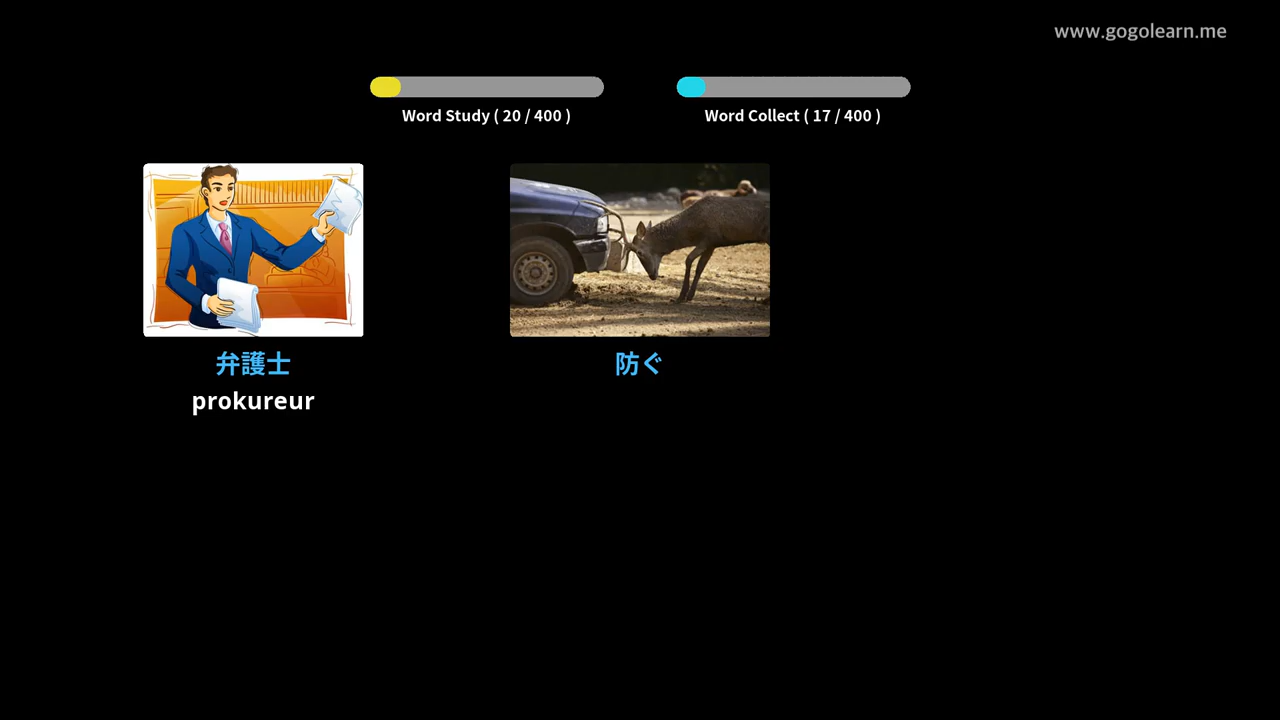 www.gogolearn.me
Word Study ( 20 / 400 )
Word Collect ( 17 / 400 )
弁護士
防ぐ
prokureur